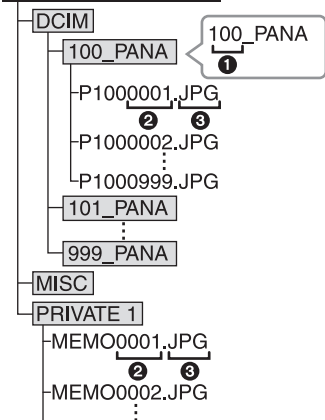 DCIM
100_PANA
100_PANA
❶
P1000001.JPG
❷ ❸
P1000002.JPG
P1000999.JPG
101_PANA
999_PANA
MISC
PRIVATE 1
MEMO0001.JPG
❷ ❸
MEMO0002.JPG